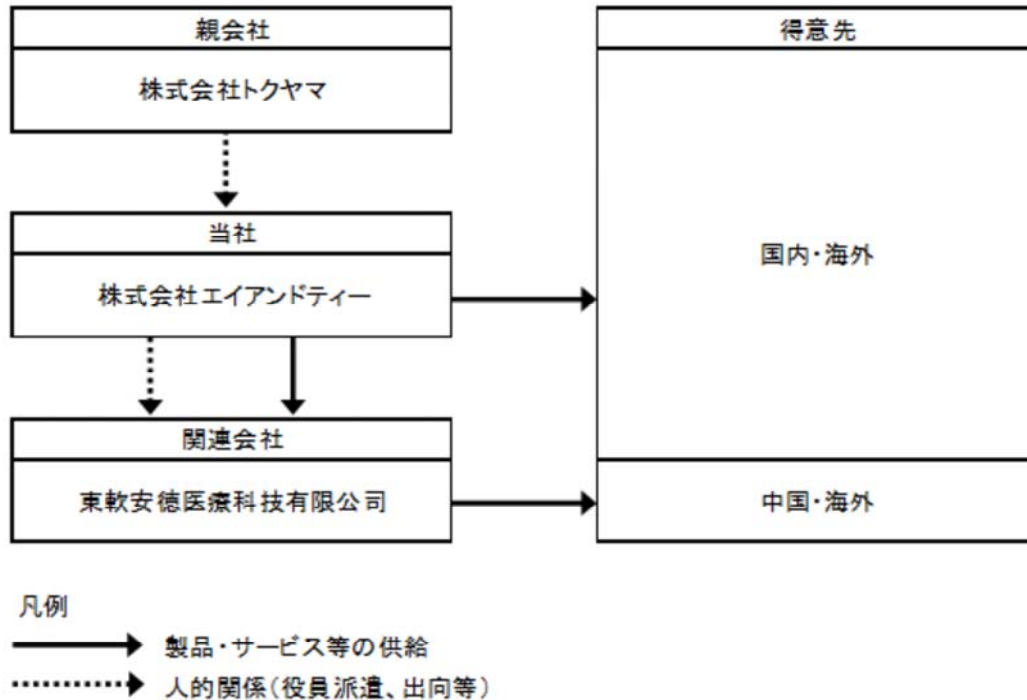 親会社
株式会社トクヤマ
当社
株式会社エイアンドティー
関連会社
東軟安徳医療科技有限公司
得意先
国内・海外
中国・海外
凡例
製品・サービス等の供給
人的関係(役員派遣、出向等)